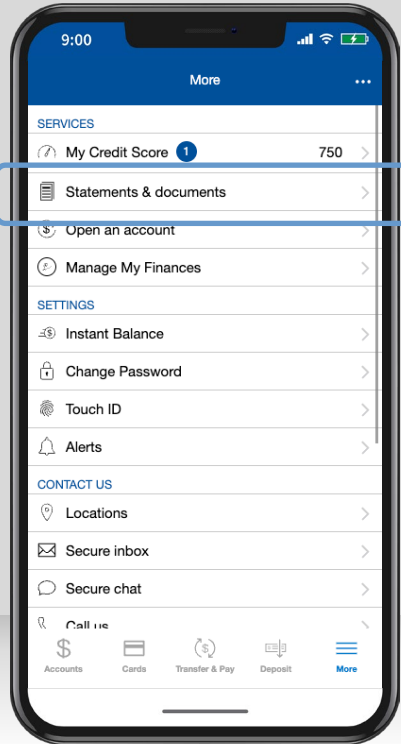 9:00
More
SERVICES
My Credit Score 1 750
Statements & documents
Open an account
Manage My Finances
SETTINGS
Instant Balance
Change Password
Touch ID
Alerts
CONTACT US
Locations
Secure inbox
Secure chat
Call us
$
Accounts Cards Transfer & Pay Deposit More